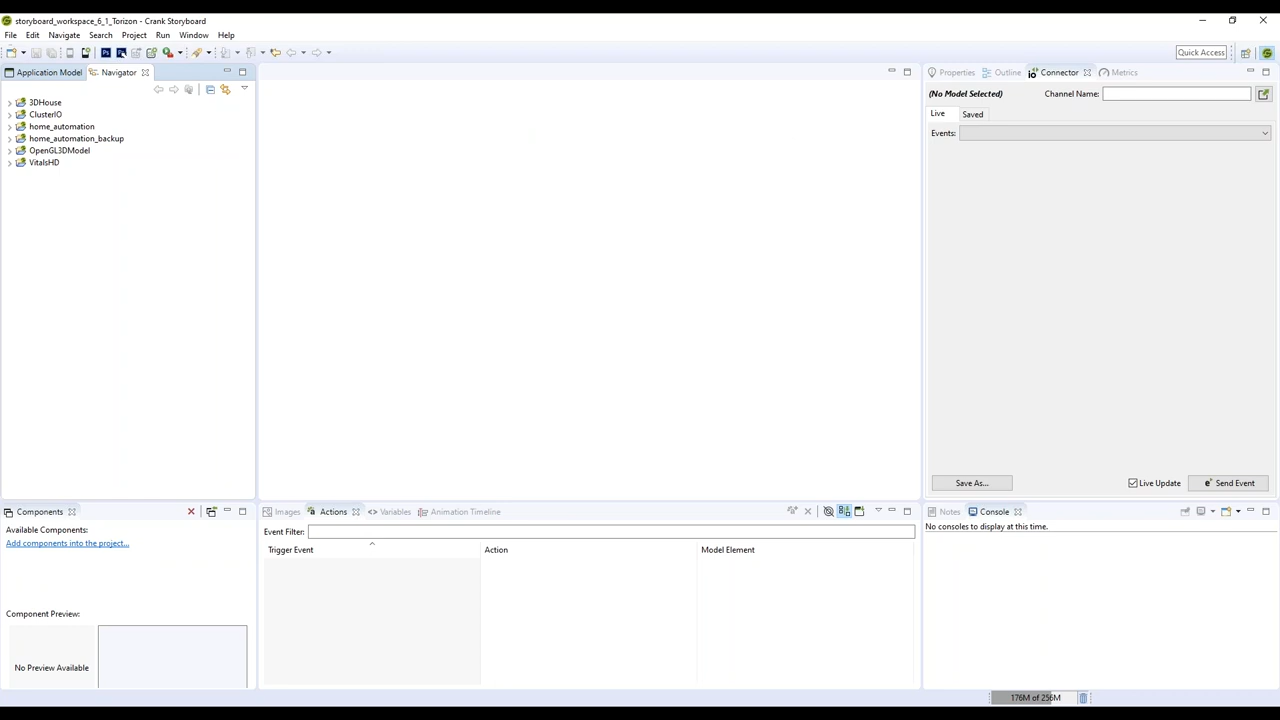 storyboard_workspace_6_1_Torizon - Crank Storyboard
File Edit Navigate Search Project Run Window Help
Quick Access
Application Model Navigator
3DHouse
ClusterIO
home_automation
home_automation_backup
OpenGL3DModel
VitalsHD
Properties Outline Connector Metrics
(No Model Selected) Channel Name:
Live Saved
Events:
Save As... Live Update Send Event
Components
Available Components:
Add components into the project...
Component Preview:
No Preview Available
Images Actions Variables Animation Timeline
Event Filter:
Trigger Event Action Model Element
Notes Console
No consoles to display at this time.
176M of 256M